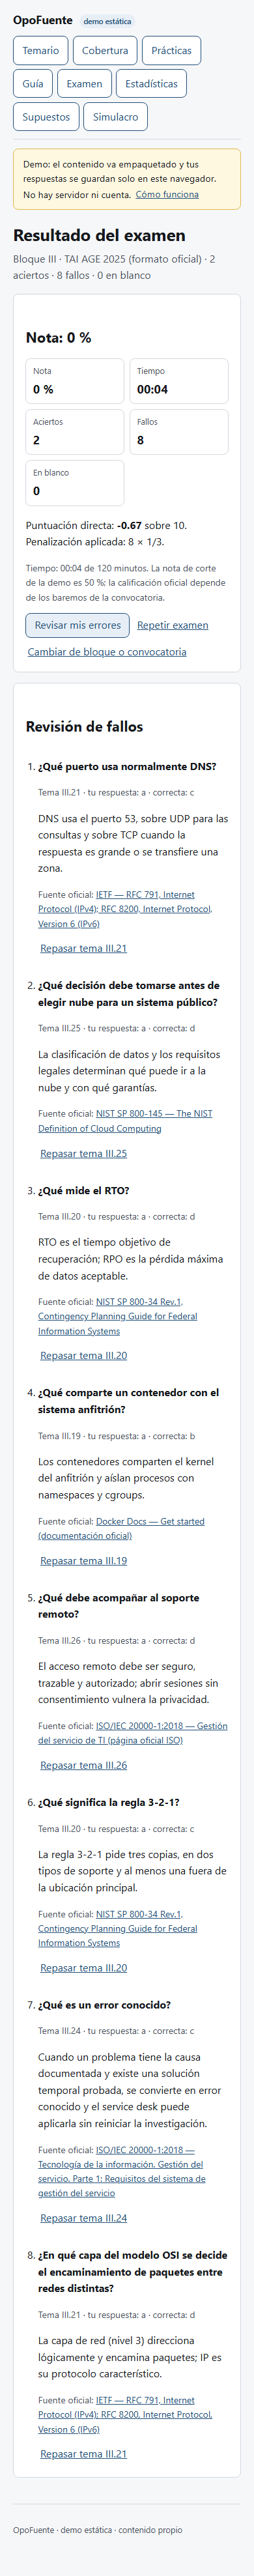 OpoFuente demo estática
Temario Cobertura Prácticas
Guía Examen Estadísticas
Supuestos Simulacro
Demo: el contenido va empaquetado y tus
respuestas se guardan solo en este navegador.
No hay servidor ni cuenta. Cómo funciona
Resultado del examen
Bloque III · TAI AGE 2025 (formato oficial) · 2
aciertos · 8 fallos · 0 en blanco
Nota: 0 %
Nota
0 %
Tiempo
00:04
Aciertos
2
Fallos
8
En blanco
0
Puntuación directa: -0.67 sobre 10.
Penalización aplicada: 8 × 1/3.
Tiempo: 00:04 de 120 minutos. La nota de corte
de la demo es 50 %; la calificación oficial depende
de los baremos de la convocatoria.
Revisar mis errores Repetir examen
Cambiar de bloque o convocatoria
Revisión de fallos
1. ¿Qué puerto usa normalmente DNS?
Tema III.21 · tu respuesta: a · correcta: c
DNS usa el puerto 53, sobre UDP para las
consultas y sobre TCP cuando la
respuesta es grande o se transfiere una
zona.
Fuente oficial: IETF — RFC 791, Internet
Protocol (IPv4); RFC 8200, Internet Protocol,
Version 6 (IPv6)
Repasar tema III.21
2. ¿Qué decisión debe tomarse antes de
elegir nube para un sistema público?
Tema III.25 · tu respuesta: a · correcta: d
La clasificación de datos y los requisitos
legales determinan qué puede ir a la
nube y con qué garantías.
Fuente oficial: NIST SP 800-145 — The NIST
Definition of Cloud Computing
Repasar tema III.25
3. ¿Qué mide el RTO?
Tema III.20 · tu respuesta: a · correcta: d
RTO es el tiempo objetivo de
recuperación; RPO es la pérdida máxima
de datos aceptable.
Fuente oficial: NIST SP 800-34 Rev.1,
Contingency Planning Guide for Federal
Information Systems
Repasar tema III.20
4. ¿Qué comparte un contenedor con el
sistema anfitrión?
Tema III.19 · tu respuesta: a · correcta: b
Los contenedores comparten el kernel
del anfitrión y aíslan procesos con
namespaces y cgroups.
Fuente oficial: Docker Docs — Get started
(documentación oficial)
Repasar tema III.19
5. ¿Qué debe acompañar al soporte
remoto?
Tema III.26 · tu respuesta: a · correcta: d
El acceso remoto debe ser seguro,
trazable y autorizado; abrir sesiones sin
consentimiento vulnera la privacidad.
Fuente oficial: ISO/IEC 20000-1:2018 — Gestión
del servicio de TI (página oficial ISO)
Repasar tema III.26
6. ¿Qué significa la regla 3-2-1?
Tema III.20 · tu respuesta: a · correcta: c
La regla 3-2-1 pide tres copias, en dos
tipos de soporte y al menos una fuera de
la ubicación principal.
Fuente oficial: NIST SP 800-34 Rev.1,
Contingency Planning Guide for Federal
Information Systems
Repasar tema III.20
7. ¿Qué es un error conocido?
Tema III.24 · tu respuesta: a · correcta: c
Cuando un problema tiene la causa
documentada y existe una solución
temporal probada, se convierte en error
conocido y el service desk puede
aplicarla sin reiniciar la investigación.
Fuente oficial: ISO/IEC 20000-1:2018 —
Tecnología de la información. Gestión del
servicio. Parte 1: Requisitos del sistema de
gestión del servicio
Repasar tema III.24
8. ¿En qué capa del modelo OSI se decide
el encaminamiento de paquetes entre
redes distintas?
Tema III.21 · tu respuesta: a · correcta: d
La capa de red (nivel 3) direcciona
lógicamente y encamina paquetes; IP es
su protocolo característico.
Fuente oficial: IETF — RFC 791, Internet
Protocol (IPv4); RFC 8200, Internet Protocol,
Version 6 (IPv6)
Repasar tema III.21
OpoFuente · demo estática · contenido propio